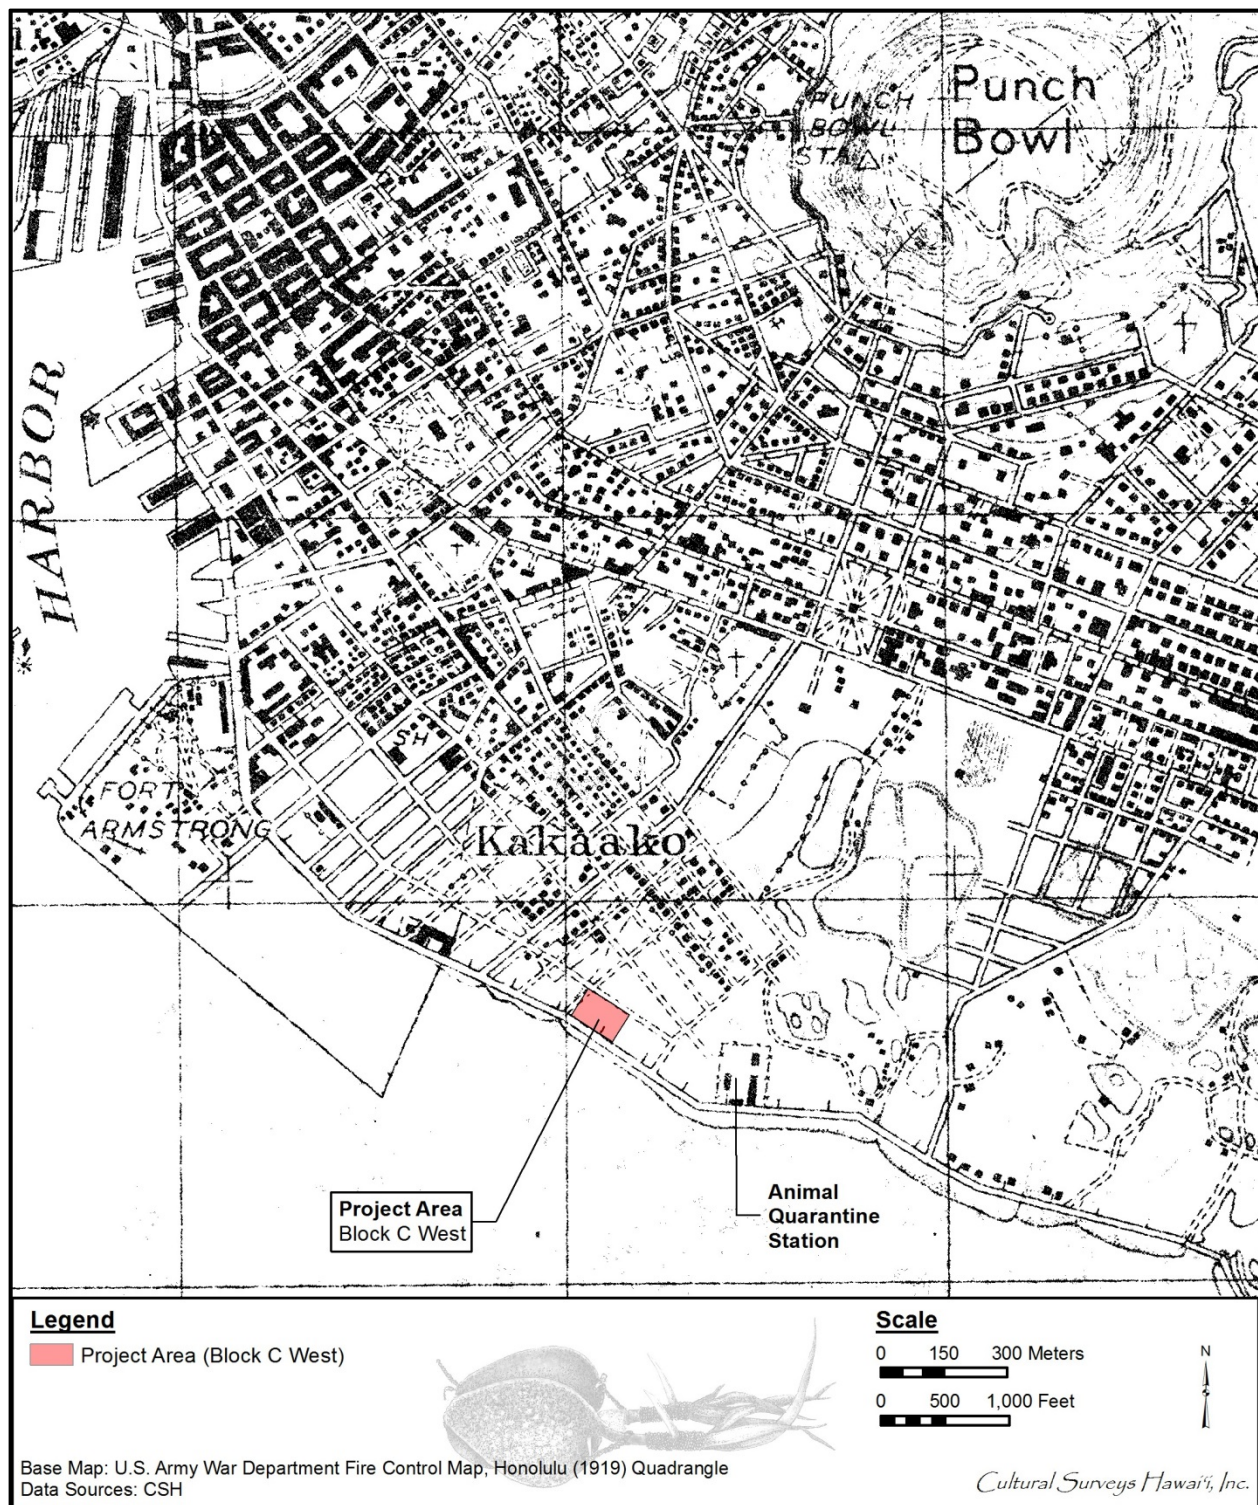 Punch
Bowl
PUNCH
BOWL
STA
HARBOR
SH
FORT
ARMSTRONG
Kakaako
Project Area
Block C West
Animal
Quarantine
Station
Legend
Project Area (Block C West)
Scale
0 150 300 Meters
0 500 1,000 Feet
N
Base Map: U.S. Army War Department Fire Control Map, Honolulu (1919) Quadrangle
Data Sources: CSH
Cultural Surveys Hawaiʻi, Inc.